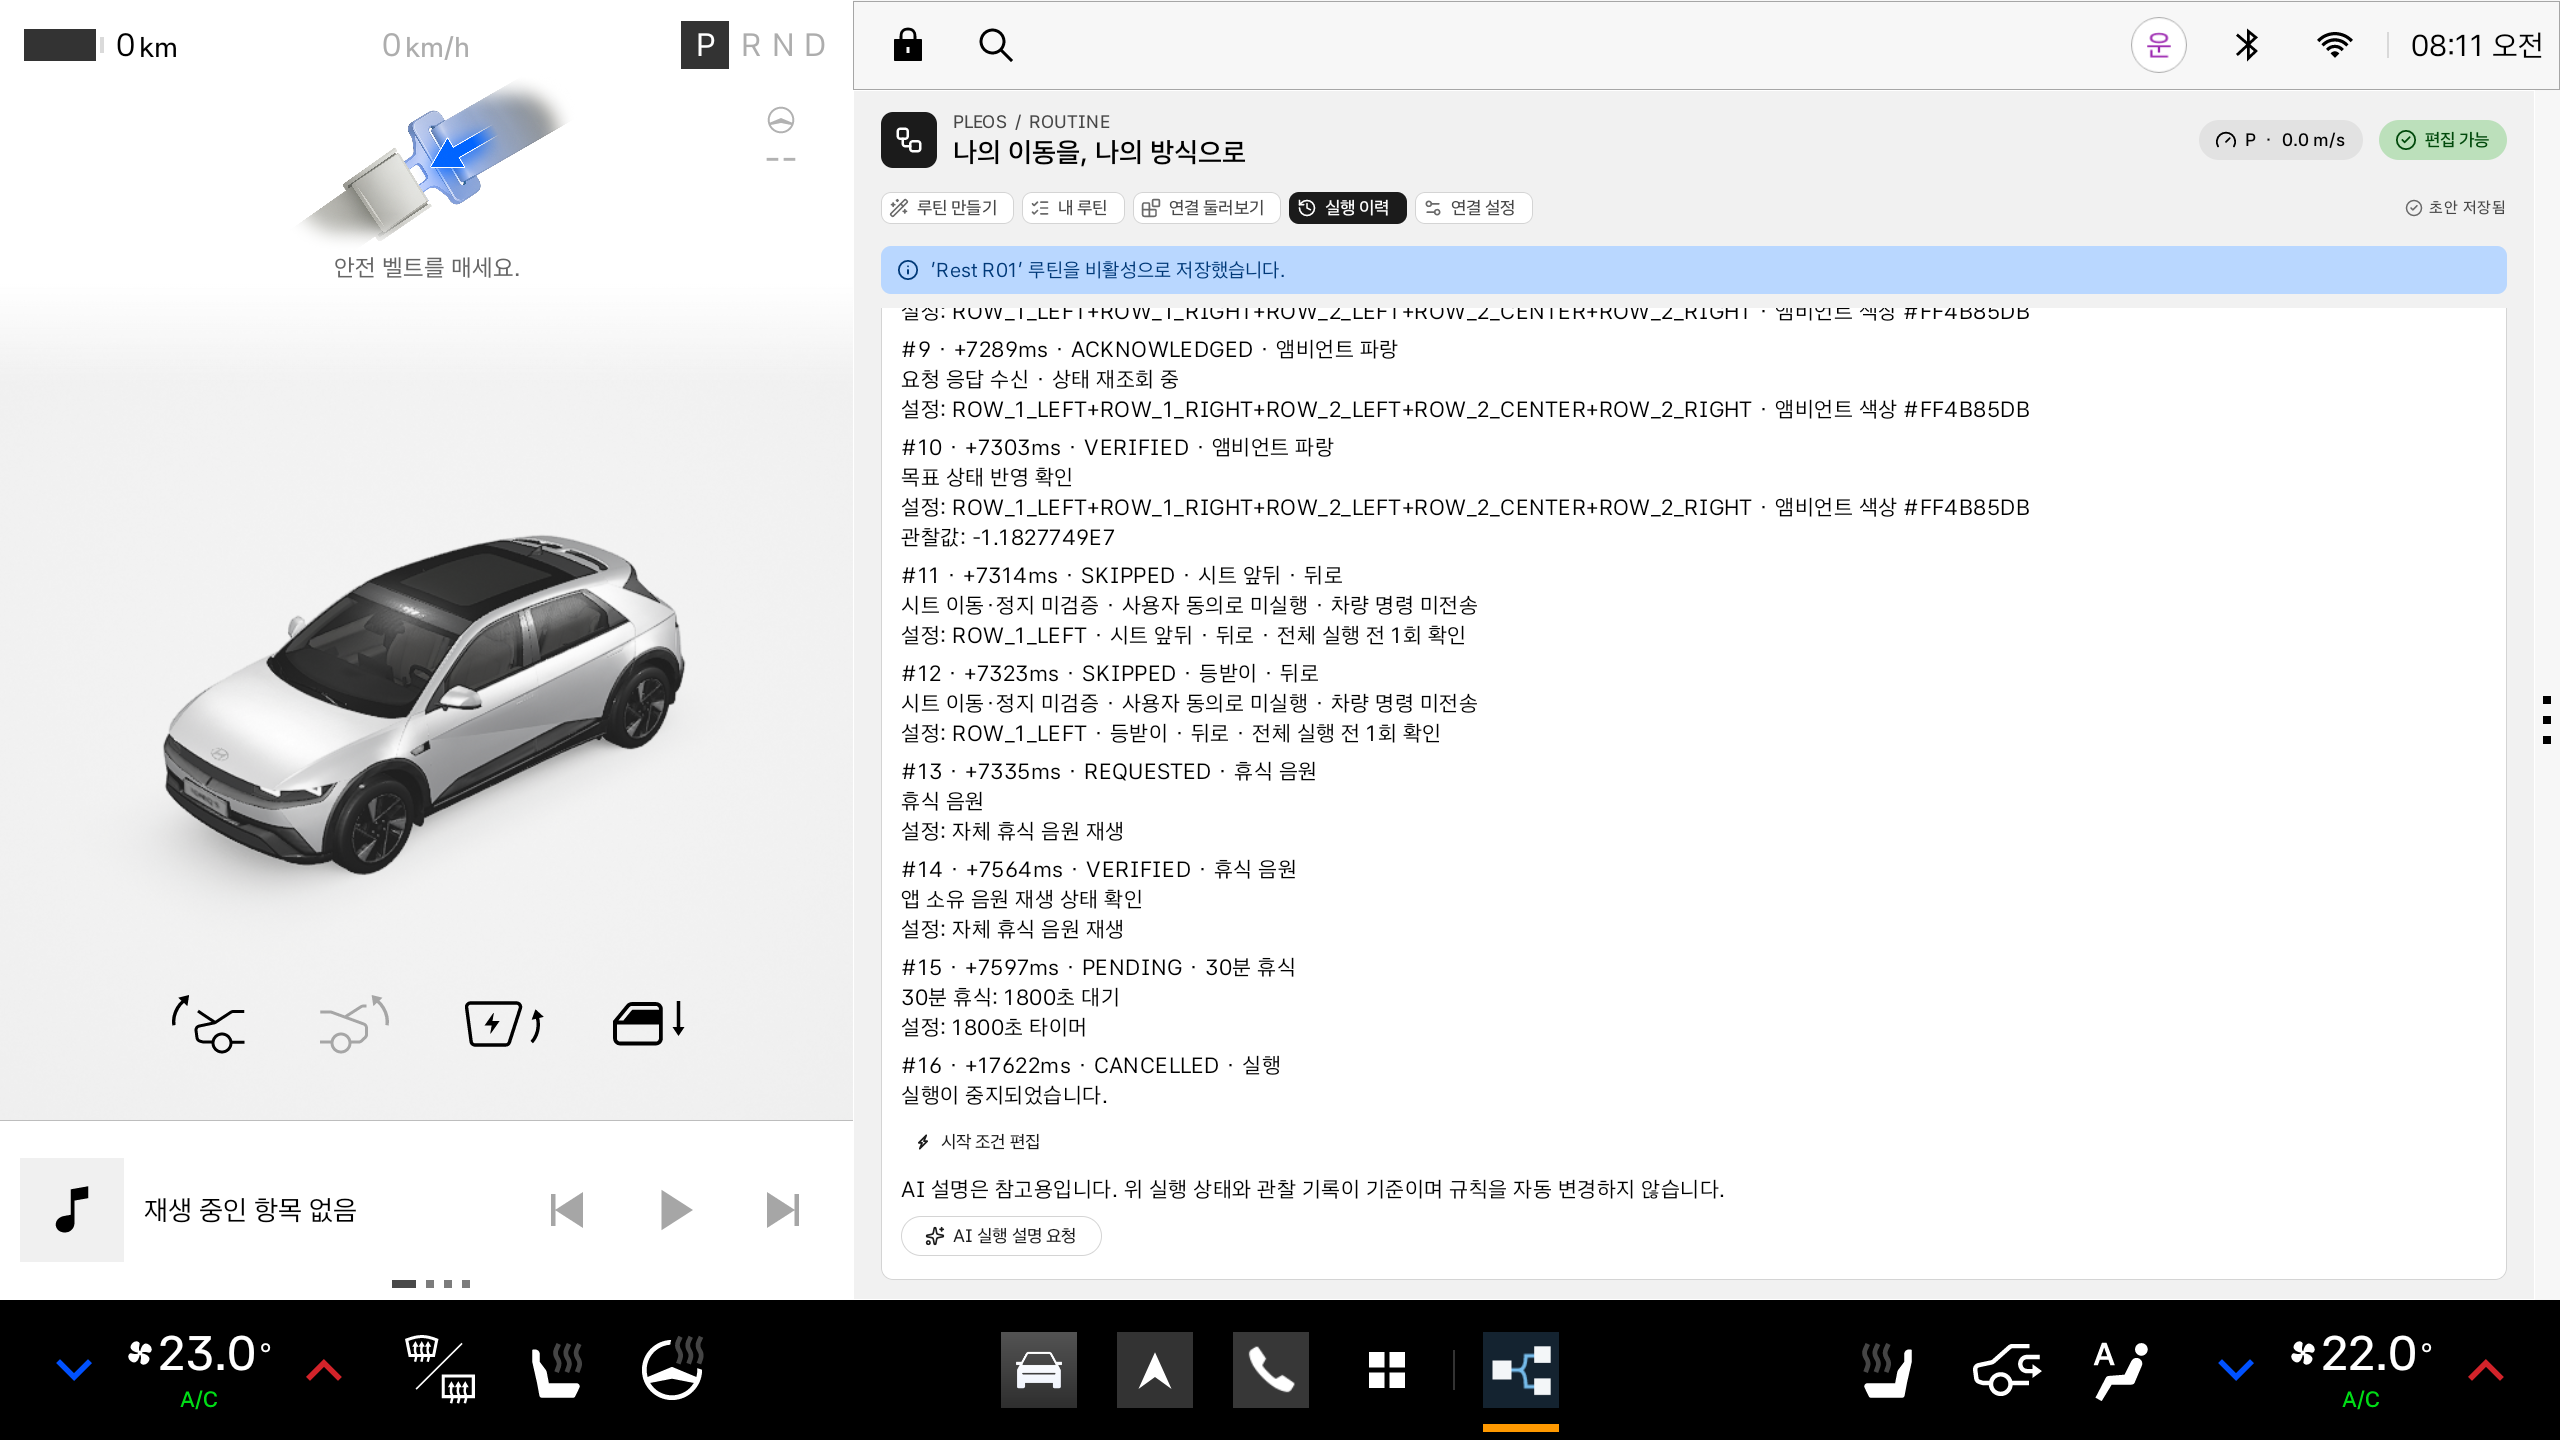 0 km
0 km/h
P R N D
안전 벨트를 매세요.
재생 중인 항목 없음
운
08:11 오전
PLEOS / ROUTINE
나의 이동을, 나의 방식으로
P · 0.0 m/s
편집 가능
루틴 만들기
내 루틴
연결 둘러보기
실행 이력
연결 설정
초안 저장됨
'Rest R01' 루틴을 비활성으로 저장했습니다.
설정: ROW_1_LEFT+ROW_1_RIGHT+ROW_2_LEFT+ROW_2_CENTER+ROW_2_RIGHT · 앰비언트 색상 #FF4B85DB
#9 · +7289ms · ACKNOWLEDGED · 앰비언트 파랑
요청 응답 수신 · 상태 재조회 중
설정: ROW_1_LEFT+ROW_1_RIGHT+ROW_2_LEFT+ROW_2_CENTER+ROW_2_RIGHT · 앰비언트 색상 #FF4B85DB
#10 · +7303ms · VERIFIED · 앰비언트 파랑
목표 상태 반영 확인
설정: ROW_1_LEFT+ROW_1_RIGHT+ROW_2_LEFT+ROW_2_CENTER+ROW_2_RIGHT · 앰비언트 색상 #FF4B85DB
관찰값: -1.1827749E7
#11 · +7314ms · SKIPPED · 시트 앞뒤 · 뒤로
시트 이동·정지 미검증 · 사용자 동의로 미실행 · 차량 명령 미전송
설정: ROW_1_LEFT · 시트 앞뒤 · 뒤로 · 전체 실행 전 1회 확인
#12 · +7323ms · SKIPPED · 등받이 · 뒤로
시트 이동·정지 미검증 · 사용자 동의로 미실행 · 차량 명령 미전송
설정: ROW_1_LEFT · 등받이 · 뒤로 · 전체 실행 전 1회 확인
#13 · +7335ms · REQUESTED · 휴식 음원
휴식 음원
설정: 자체 휴식 음원 재생
#14 · +7564ms · VERIFIED · 휴식 음원
앱 소유 음원 재생 상태 확인
설정: 자체 휴식 음원 재생
#15 · +7597ms · PENDING · 30분 휴식
30분 휴식: 1800초 대기
설정: 1800초 타이머
#16 · +17622ms · CANCELLED · 실행
실행이 중지되었습니다.
시작 조건 편집
AI 설명은 참고용입니다. 위 실행 상태와 관찰 기록이 기준이며 규칙을 자동 변경하지 않습니다.
AI 실행 설명 요청
23.0°
A/C
A
22.0°
A/C